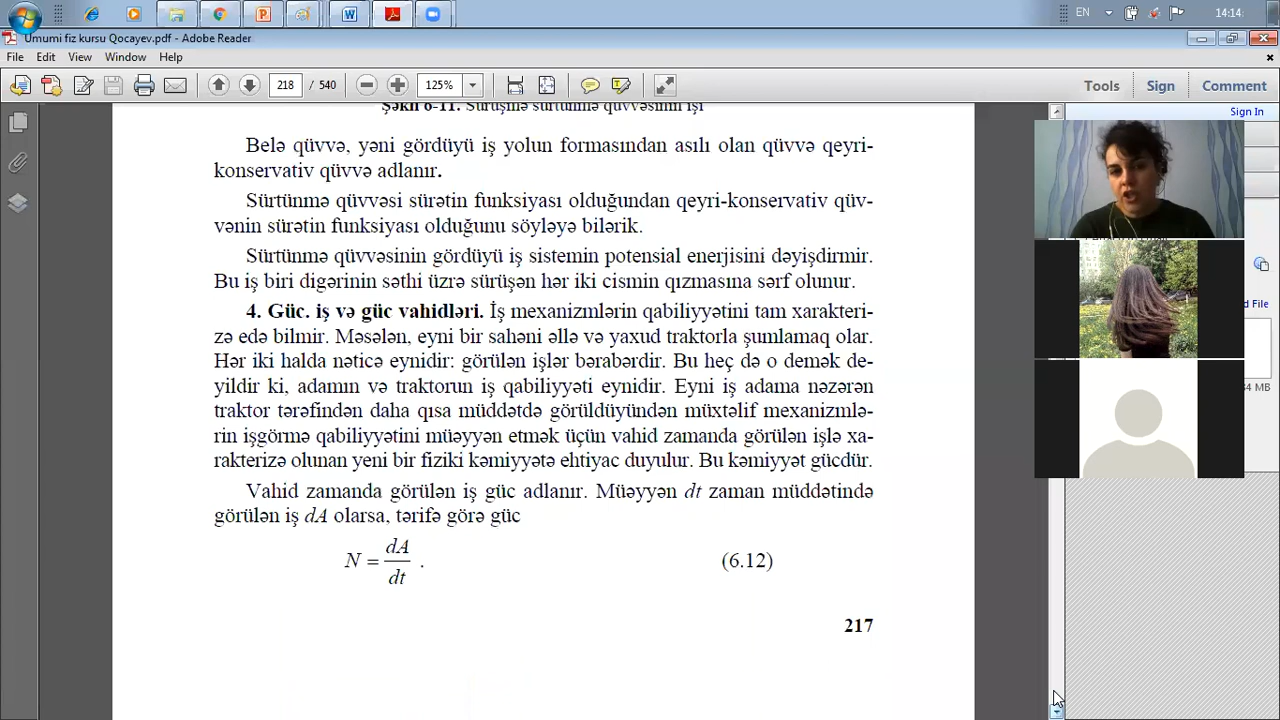 EN
14:14
Umumi fiz kursu Qocayev.pdf - Adobe Reader
File Edit View Window Help
218 / 540 125% Tools Sign Comment
Sign In
Şəkil 6-11. Sürüşmə sürtünmə qüvvəsinin işi
Belə qüvvə, yəni gördüyü iş yolun formasından asılı olan qüvvə qeyri-
konservativ qüvvə adlanır.
Sürtünmə qüvvəsi sürətin funksiyası olduğundan qeyri-konservativ qüv-
vənin sürətin funksiyası olduğunu söyləyə bilərik.
Sürtünmə qüvvəsinin gördüyü iş sistemin potensial enerjisini dəyişdirmir.
Bu iş biri digərinin səthi üzrə sürüşən hər iki cismin qızmasına sərf olunur.
4. Güc. iş və güc vahidləri. İş mexanizmlərin qabiliyyətini tam xarakteri-
zə edə bilmir. Məsələn, eyni bir sahəni əllə və yaxud traktorla şumlamaq olar.
Hər iki halda nəticə eynidir: görülən işlər bərabərdir. Bu heç də o demək de-
yildir ki, adamın və traktorun iş qabiliyyəti eynidir. Eyni iş adama nəzərən
traktor tərəfindən daha qısa müddətdə görüldüyündən müxtəlif mexanizmlə-
rin işgörmə qabiliyyətini müəyyən etmək üçün vahid zamanda görülən işlə xa-
rakterizə olunan yeni bir fiziki kəmiyyətə ehtiyac duyulur. Bu kəmiyyət gücdür.
Vahid zamanda görülən iş güc adlanır. Müəyyən dt zaman müddətində
görülən iş dA olarsa, tərifə görə güc
N = dA/dt . (6.12)
217
d File
MB